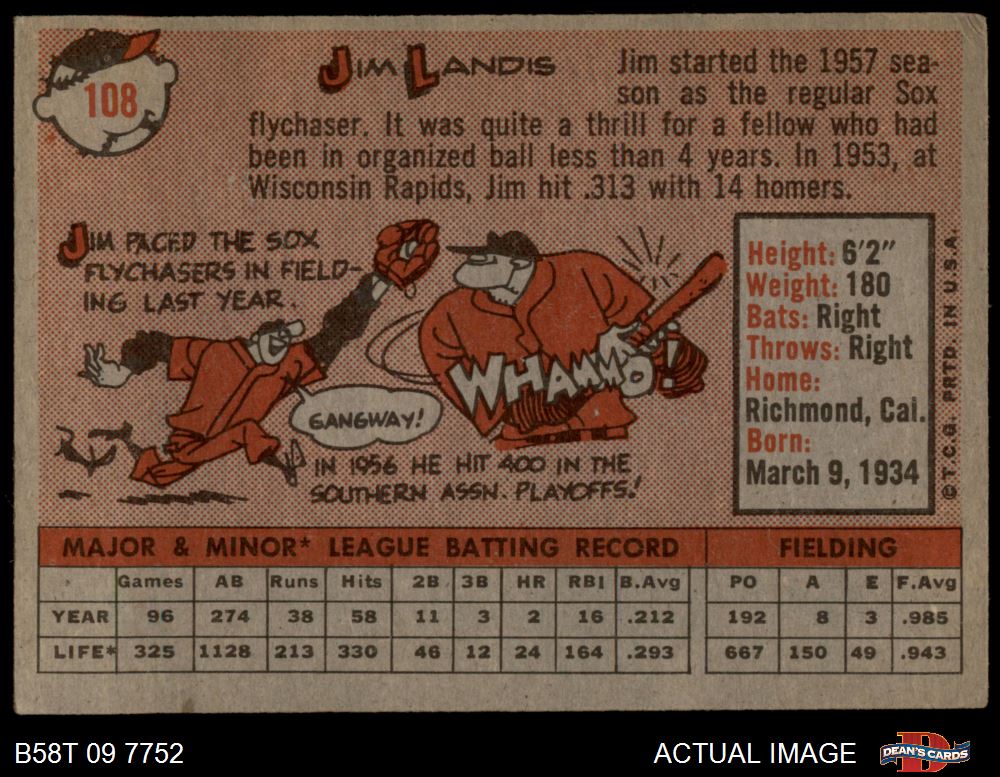 108
JIM LANDIS
Jim started the 1957 sea-
son as the regular Sox
flychaser. It was quite a thrill for a fellow who had
been in organized ball less than 4 years. In 1953, at
Wisconsin Rapids, Jim hit .313 with 14 homers.
JIM PACED THE SOX
FLYCHASERS IN FIELD-
ING LAST YEAR.
GANGWAY!
WHAMMO!
IN 1956 HE HIT 400 IN THE
SOUTHERN ASSN. PLAYOFFS!
Height: 6'2"
Weight: 180
Bats: Right
Throws: Right
Home:
Richmond, Cal.
Born:
March 9, 1934
© T.C.G. PRTD. IN U.S.A.
MAJOR & MINOR* LEAGUE BATTING RECORD FIELDING
Games AB Runs Hits 2B 3B HR RBI B.Avg PO A E F.Avg
YEAR 96 274 38 58 11 3 2 16 .212 192 8 3 .985
LIFE* 325 1128 213 330 46 12 24 164 .293 667 150 49 .943
B58T 09 7752
ACTUAL IMAGE
D
DEAN'S CARDS